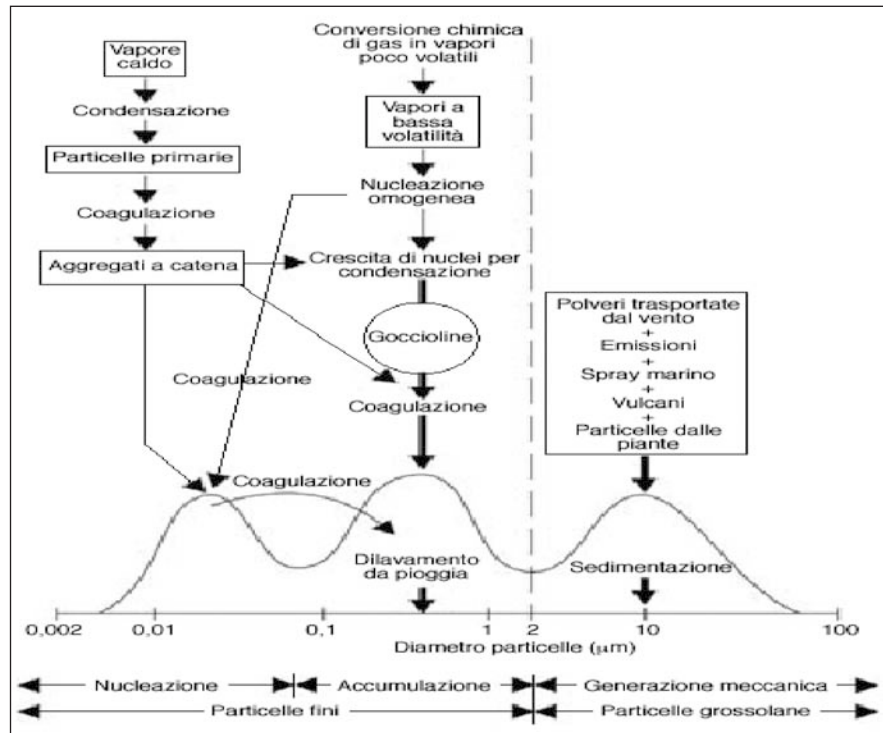 Vapore
caldo
Condensazione
Particelle primarie
Coagulazione
Aggregati a catena
Conversione chimica
di gas in vapori
poco volatili
Vapori a
bassa
volatilità
Nucleazione
omogenea
Crescita di nuclei per
condensazione
Goccioline
Coagulazione
Coagulazione
Coagulazione
Polveri trasportate
dal vento
+
Emissioni
+
Spray marino
+
Vulcani
+
Particelle dalle
piante
Dilavamento
da pioggia
Sedimentazione
0,002 0,01 0,1 1 2 10 100
Diametro particelle (μm)
Nucleazione Accumulazione Generazione meccanica
Particelle fini Particelle grossolane